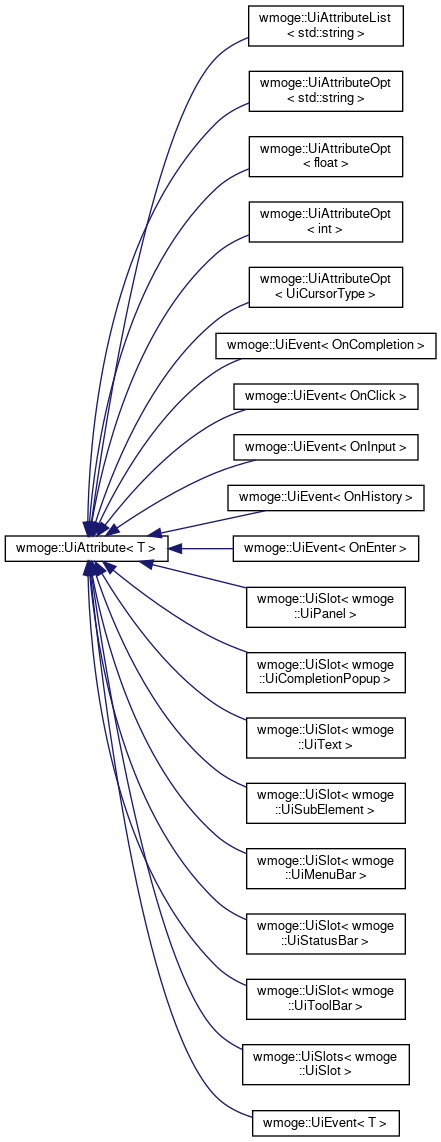 wmoge::UiAttributeList
< std::string >
wmoge::UiAttributeOpt
< std::string >
wmoge::UiAttributeOpt
< float >
wmoge::UiAttributeOpt
< int >
wmoge::UiAttributeOpt
< UiCursorType >
wmoge::UiEvent< OnCompletion >
wmoge::UiEvent< OnClick >
wmoge::UiEvent< OnInput >
wmoge::UiEvent< OnHistory >
wmoge::UiAttribute< T >
wmoge::UiEvent< OnEnter >
wmoge::UiSlot< wmoge
::UiPanel >
wmoge::UiSlot< wmoge
::UiCompletionPopup >
wmoge::UiSlot< wmoge
::UiText >
wmoge::UiSlot< wmoge
::UiSubElement >
wmoge::UiSlot< wmoge
::UiMenuBar >
wmoge::UiSlot< wmoge
::UiStatusBar >
wmoge::UiSlot< wmoge
::UiToolBar >
wmoge::UiSlots< wmoge
::UiSlot >
wmoge::UiEvent< T >